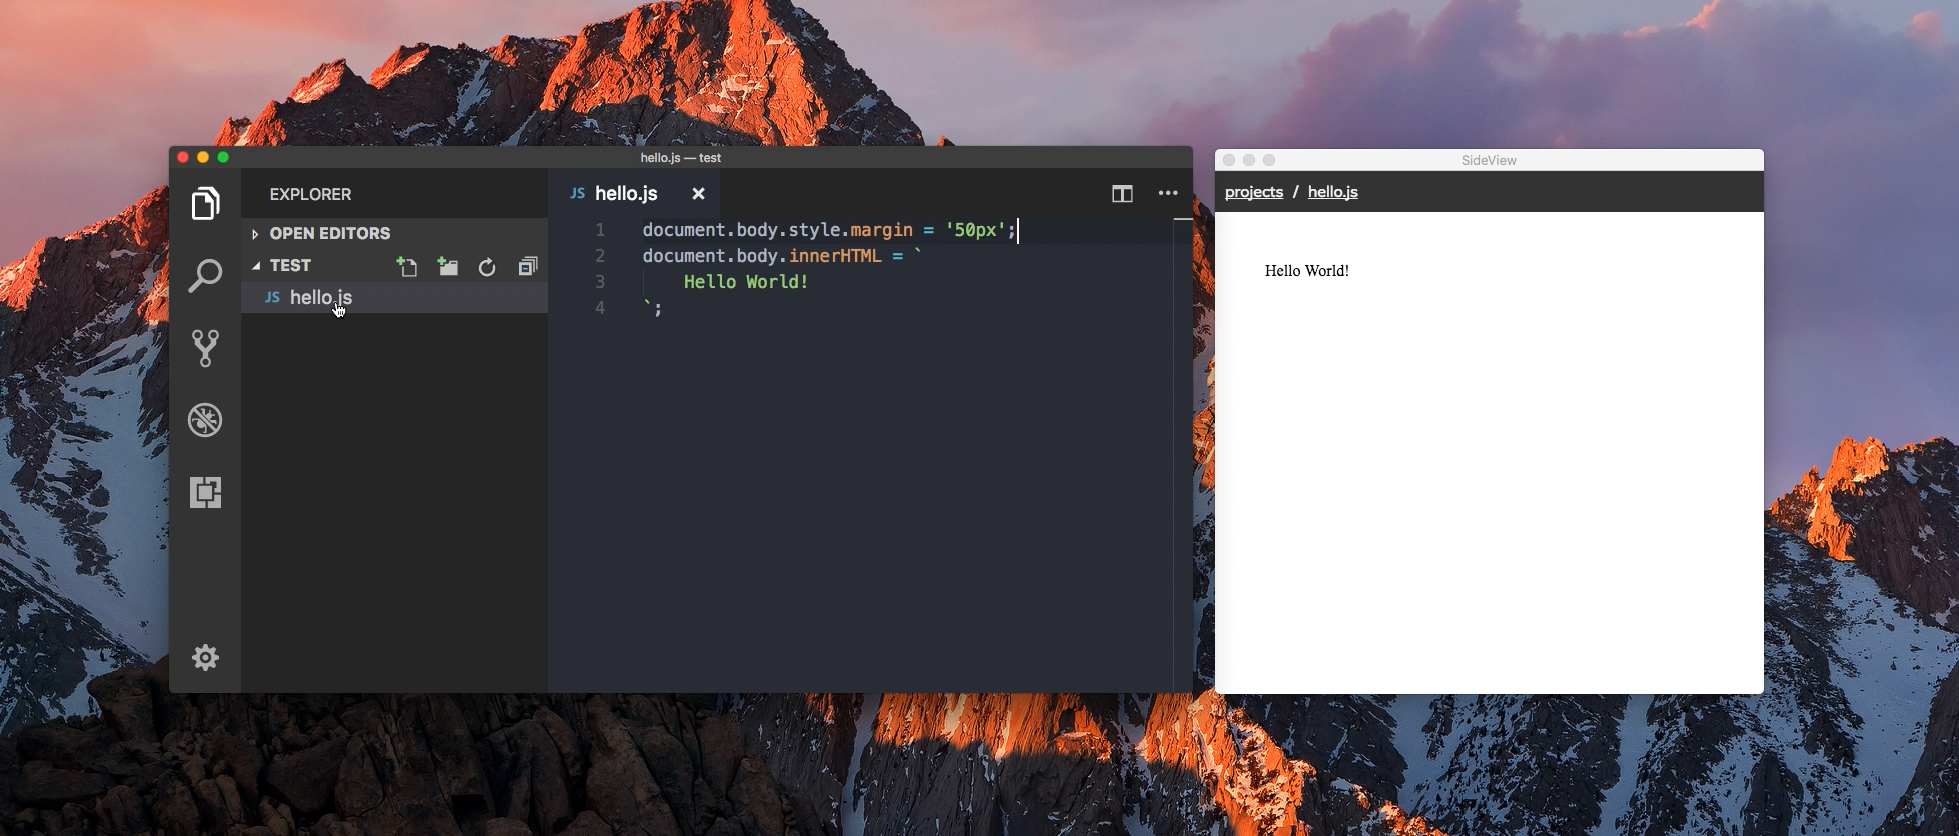 hello.js — test
EXPLORER
OPEN EDITORS
TEST
JS hello.js
JS hello.js
1 document.body.style.margin = '50px';
2 document.body.innerHTML = `
3 Hello World!
4 `;
SideView
projects / hello.js
Hello World!